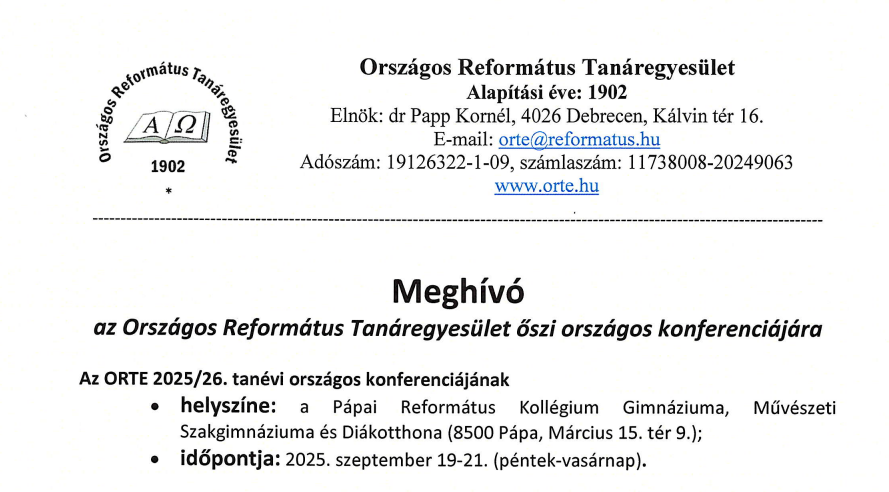 Országos Református Tanáregyesület
A Ω
1902
*
Országos Református Tanáregyesület
Alapítási éve: 1902
Elnök: dr Papp Kornél, 4026 Debrecen, Kálvin tér 16.
E-mail: orte@reformatus.hu
Adószám: 19126322-1-09, számlaszám: 11738008-20249063
www.orte.hu
Meghívó
az Országos Református Tanáregyesület őszi országos konferenciájára
Az ORTE 2025/26. tanévi országos konferenciájának
• helyszíne: a Pápai Református Kollégium Gimnáziuma, Művészeti
Szakgimnáziuma és Diákotthona (8500 Pápa, Március 15. tér 9.);
• időpontja: 2025. szeptember 19-21. (péntek-vasárnap).